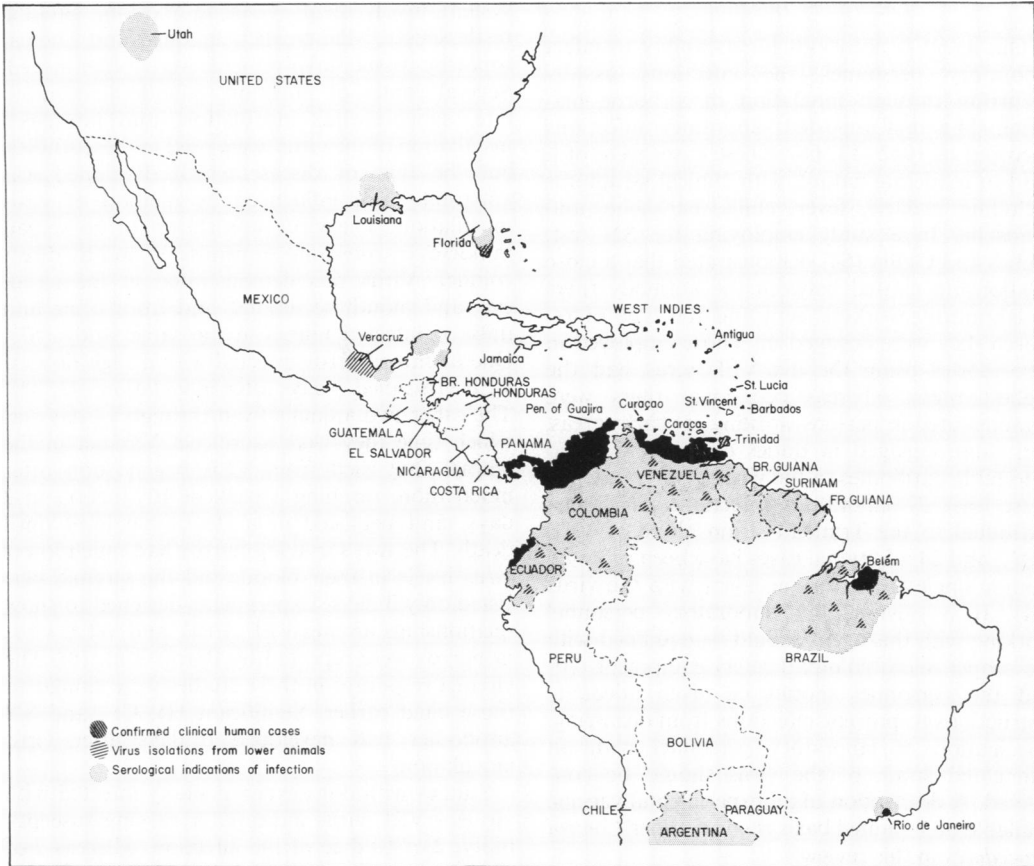 Utah
UNITED STATES
Louisiana
Florida
MEXICO
WEST INDIES
Veracruz
Antigua
Jamaica
BR. HONDURAS
HONDURAS
St. Lucia
Pen. of Guajira
Curaçao
St. Vincent
Barbados
Caracas
GUATEMALA
PANAMA
Trinidad
EL SALVADOR
NICARAGUA
VENEZUELA
BR. GUIANA
COSTA RICA
SURINAM
FR. GUIANA
COLOMBIA
ECUADOR
Belém
PERU
BRAZIL
Confirmed clinical human cases
Virus isolations from lower animals
Serological indications of infection
BOLIVIA
CHILE
PARAGUAY
Rio de Janeiro
ARGENTINA